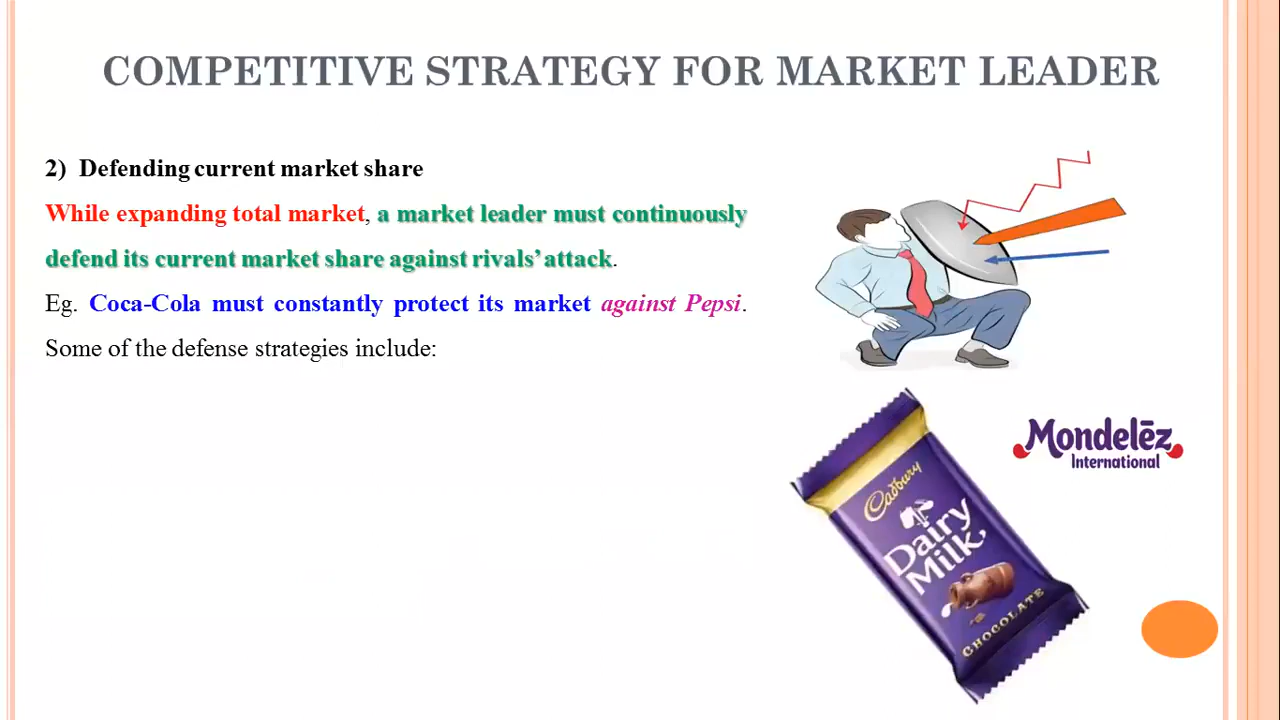 COMPETITIVE STRATEGY FOR MARKET LEADER
2) Defending current market share
While expanding total market, a market leader must continuously
defend its current market share against rivals’ attack.
Eg. Coca-Cola must constantly protect its market against Pepsi.
Some of the defense strategies include:
Mondelēz
International
Cadbury
Dairy
Milk
CHOCOLATE